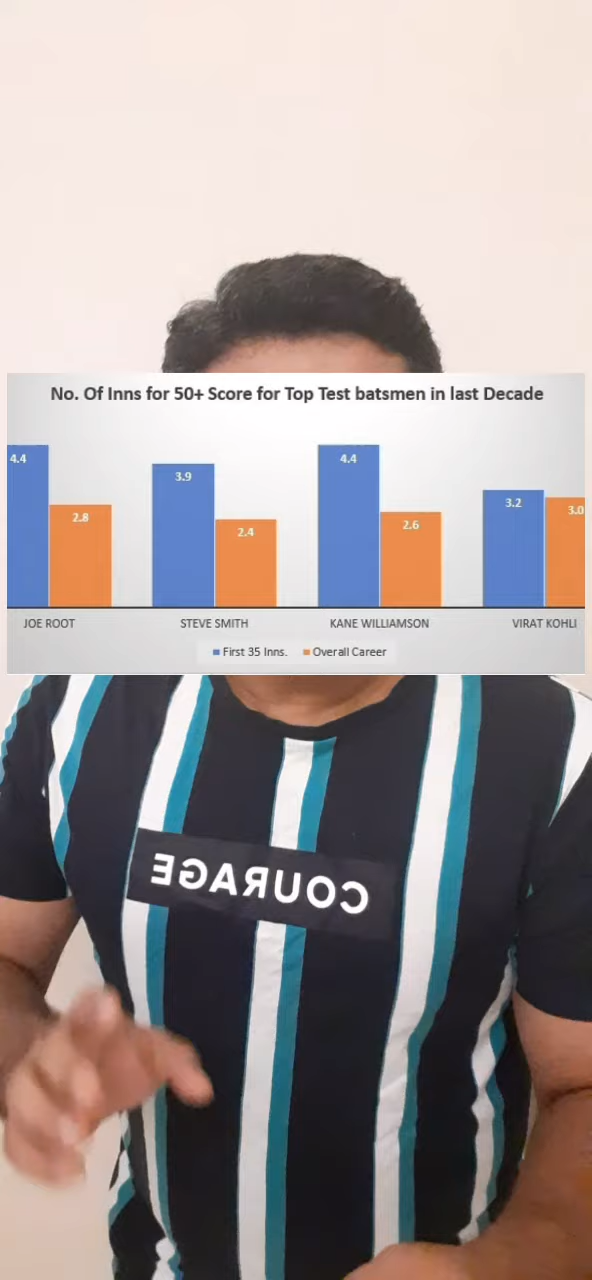 No. Of Inns for 50+ Score for Top Test batsmen in last Decade
4.4 2.8 3.9 2.4 4.4 2.6 3.2 3.0
JOE ROOT STEVE SMITH KANE WILLIAMSON VIRAT KOHLI
First 35 Inns. Overall Career
COURAGE